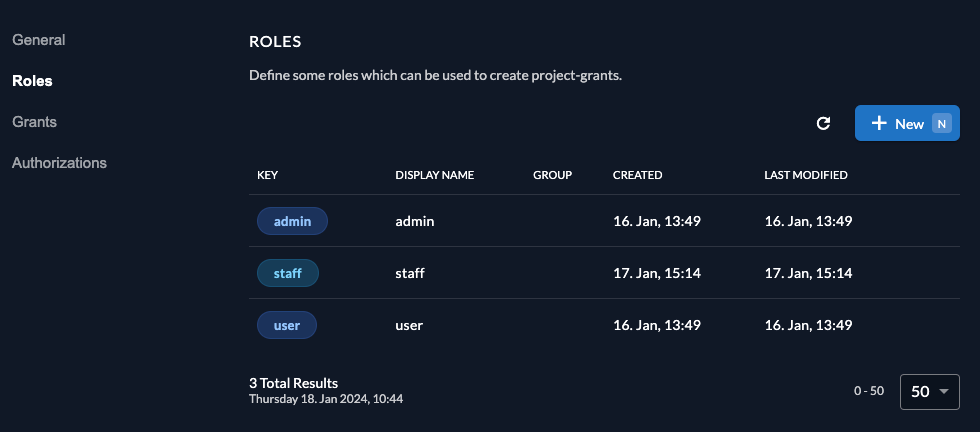 General
Roles
Grants
Authorizations
ROLES
Define some roles which can be used to create project-grants.
New N
KEY DISPLAY NAME GROUP CREATED LAST MODIFIED
admin admin 16. Jan, 13:49 16. Jan, 13:49
staff staff 17. Jan, 15:14 17. Jan, 15:14
user user 16. Jan, 13:49 16. Jan, 13:49
3 Total Results
Thursday 18. Jan 2024, 10:44
0 - 50 50